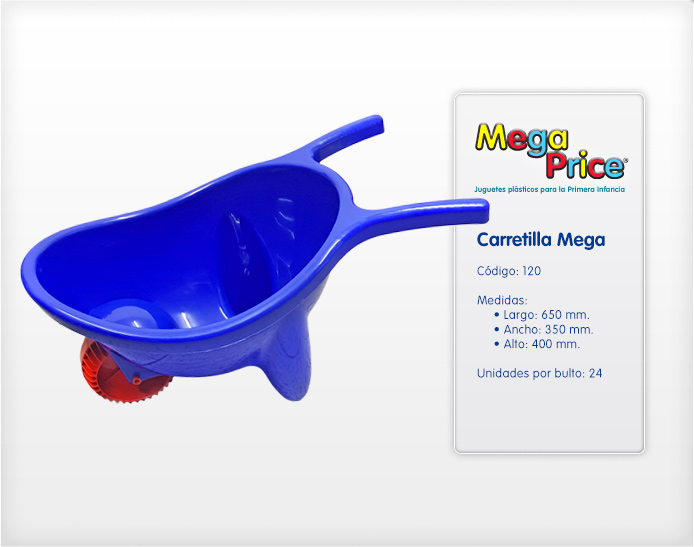 Mega
Price®
Juguetes plásticos para la Primera Infancia
Carretilla Mega
Código: 120
Medidas:
• Largo: 650 mm.
• Ancho: 350 mm.
• Alto: 400 mm.
Unidades por bulto: 24